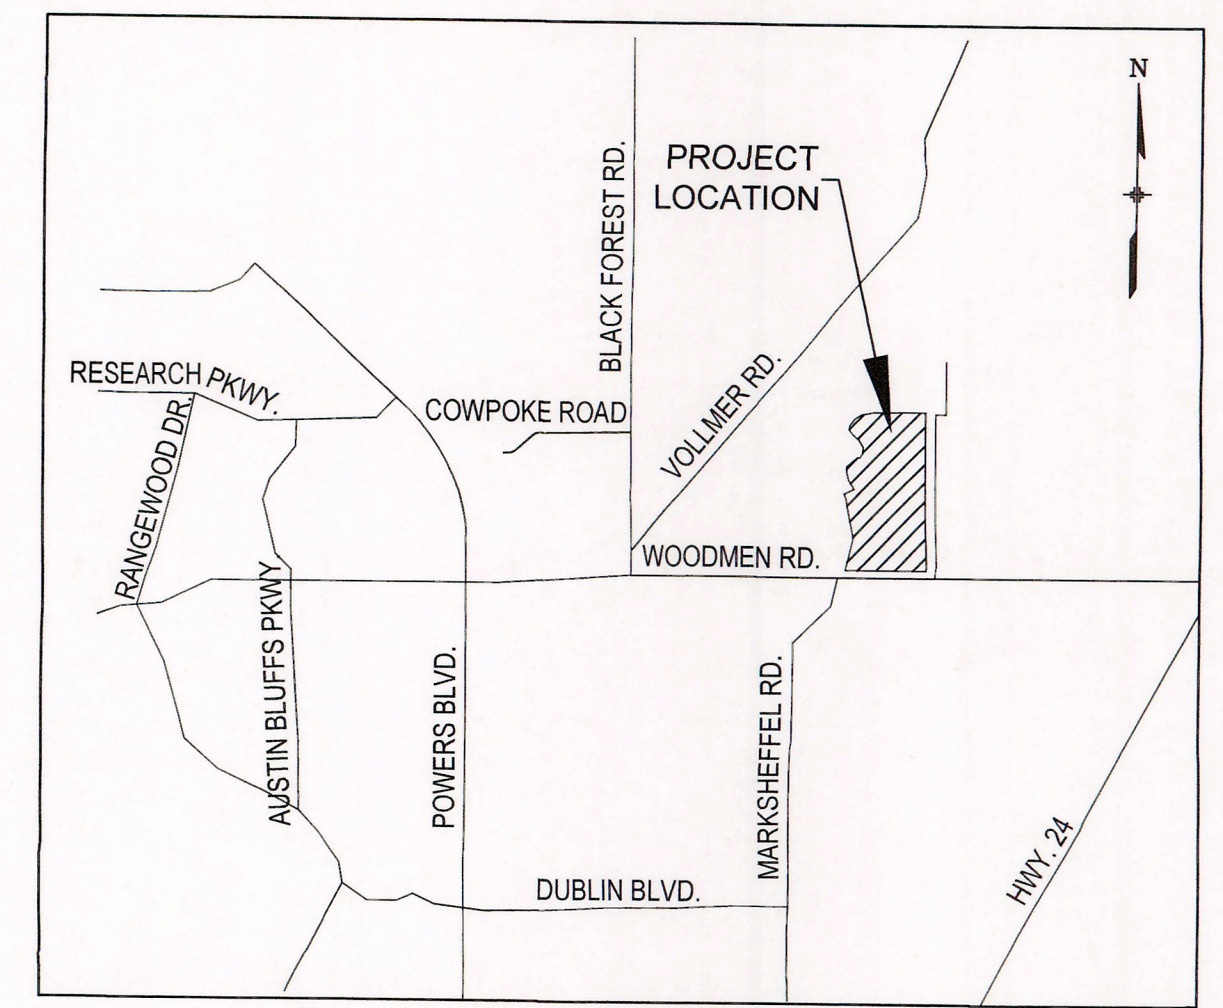 N
PROJECT
LOCATION
BLACK FOREST RD.
RESEARCH PKWY.
COWPOKE ROAD
VOLLMER RD.
RANGEWOOD DR.
WOODMEN RD.
AUSTIN BLUFFS PKWY.
POWERS BLVD.
MARKSHEFFEL RD.
DUBLIN BLVD.
HWY. 24